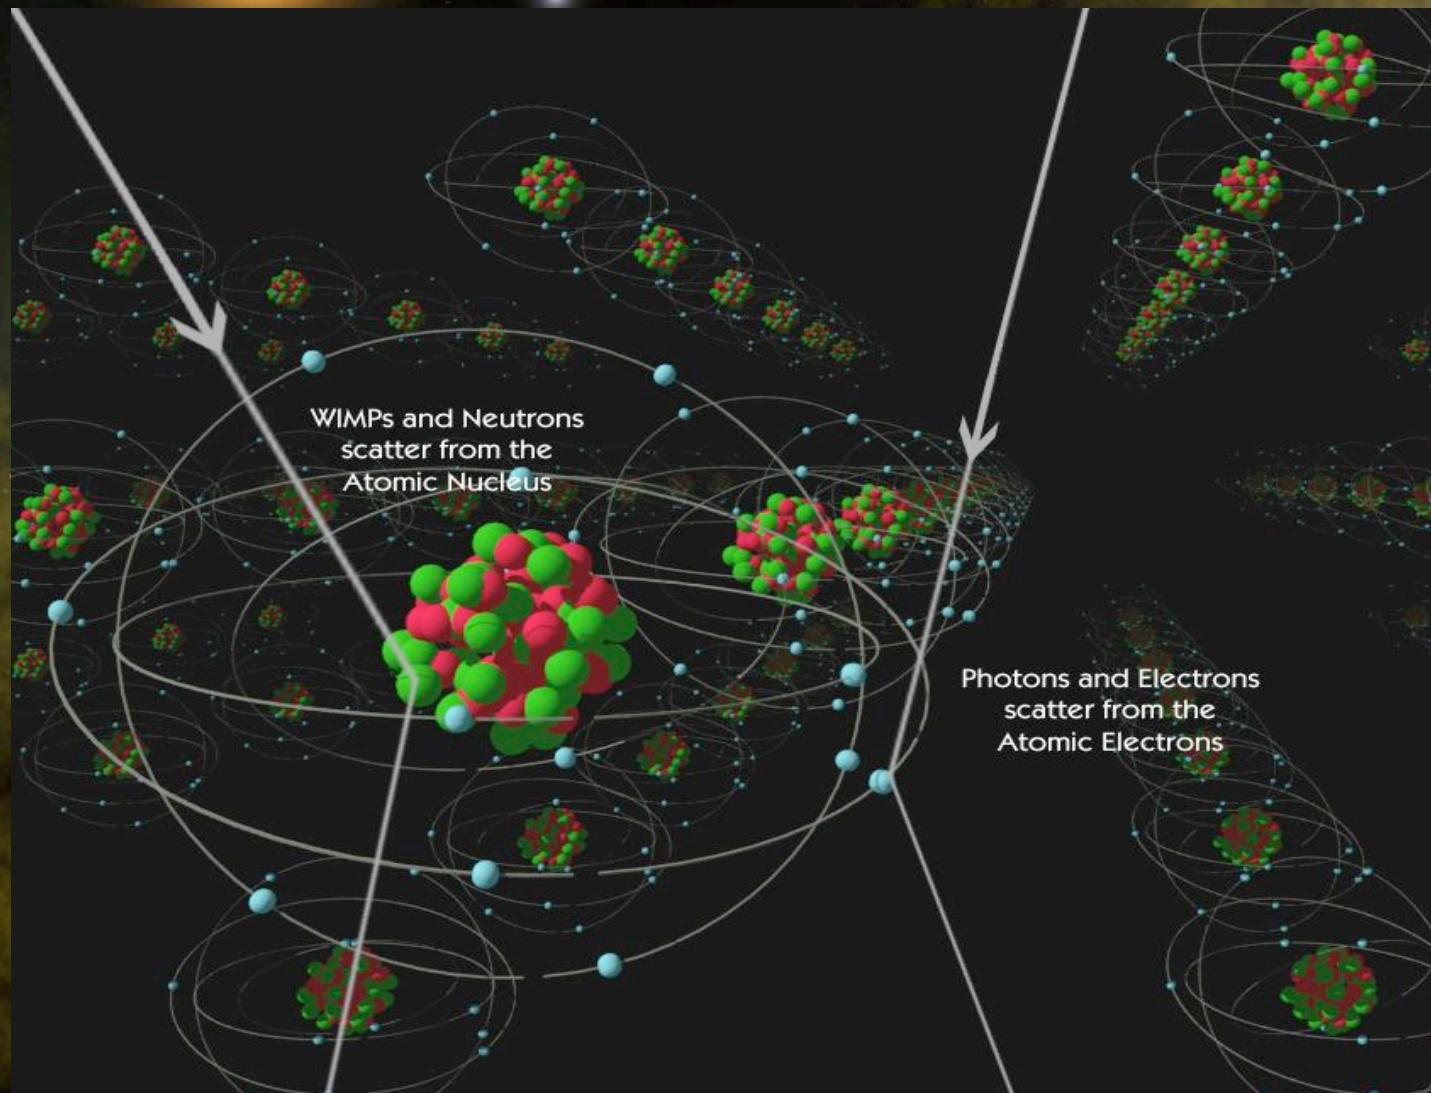 WIMPs and Neutrons
scatter from the
Atomic Nucleus
Photons and Electrons
scatter from the
Atomic Electrons